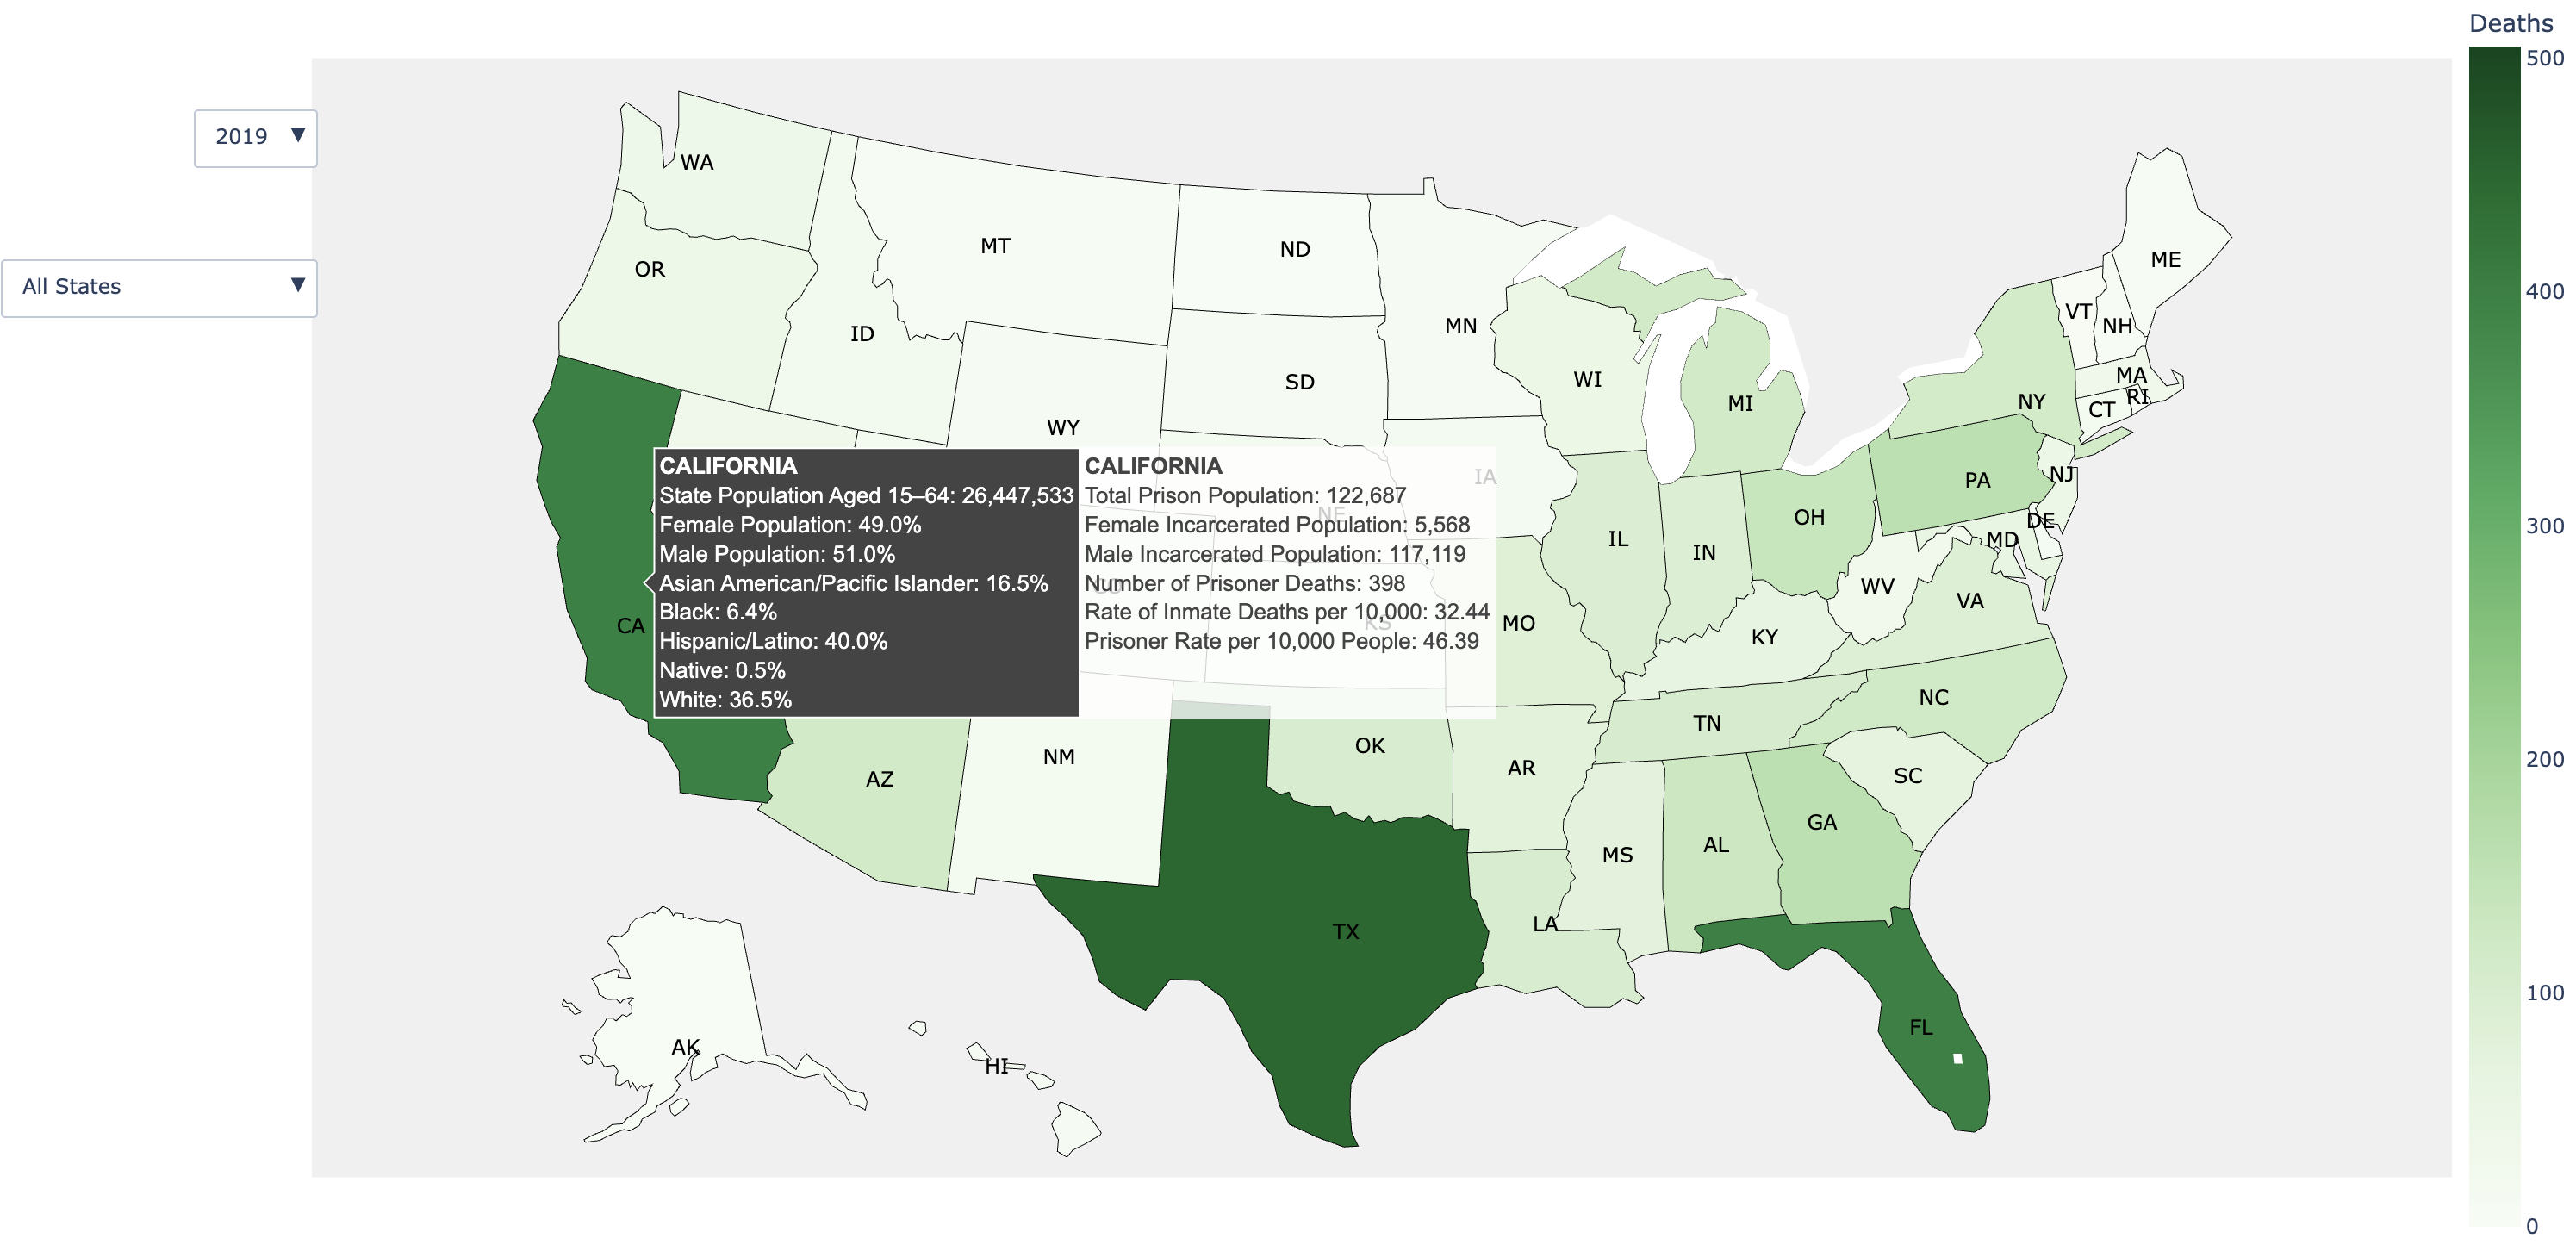 Deaths
500
400
300
200
100
0
2019 ▼
All States ▼
WA
OR
MT
ID
WY
ND
SD
MN
WI
MI
NY
VT
NH
ME
MA
RI
CT
PA
NJ
DE
MD
OH
IN
IL
IA
NE
KS
CO
CA
WV
VA
KY
MO
NC
TN
SC
OK
AR
AZ
NM
MS
AL
GA
LA
TX
FL
AK
HI
CALIFORNIA
State Population Aged 15–64: 26,447,533
Female Population: 49.0%
Male Population: 51.0%
Asian American/Pacific Islander: 16.5%
Black: 6.4%
Hispanic/Latino: 40.0%
Native: 0.5%
White: 36.5%
CALIFORNIA
Total Prison Population: 122,687
Female Incarcerated Population: 5,568
Male Incarcerated Population: 117,119
Number of Prisoner Deaths: 398
Rate of Inmate Deaths per 10,000: 32.44
Prisoner Rate per 10,000 People: 46.39